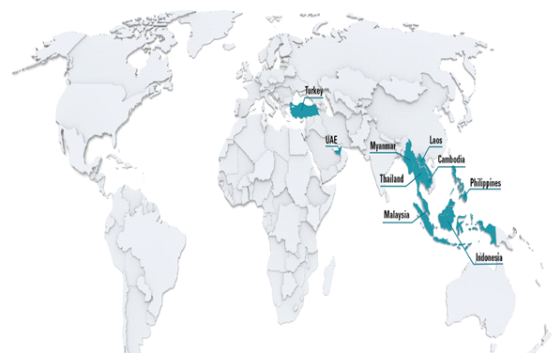 Turkey
UAE
Myanmar
Laos
Cambodia
Thailand
Philippines
Malaysia
Indonesia